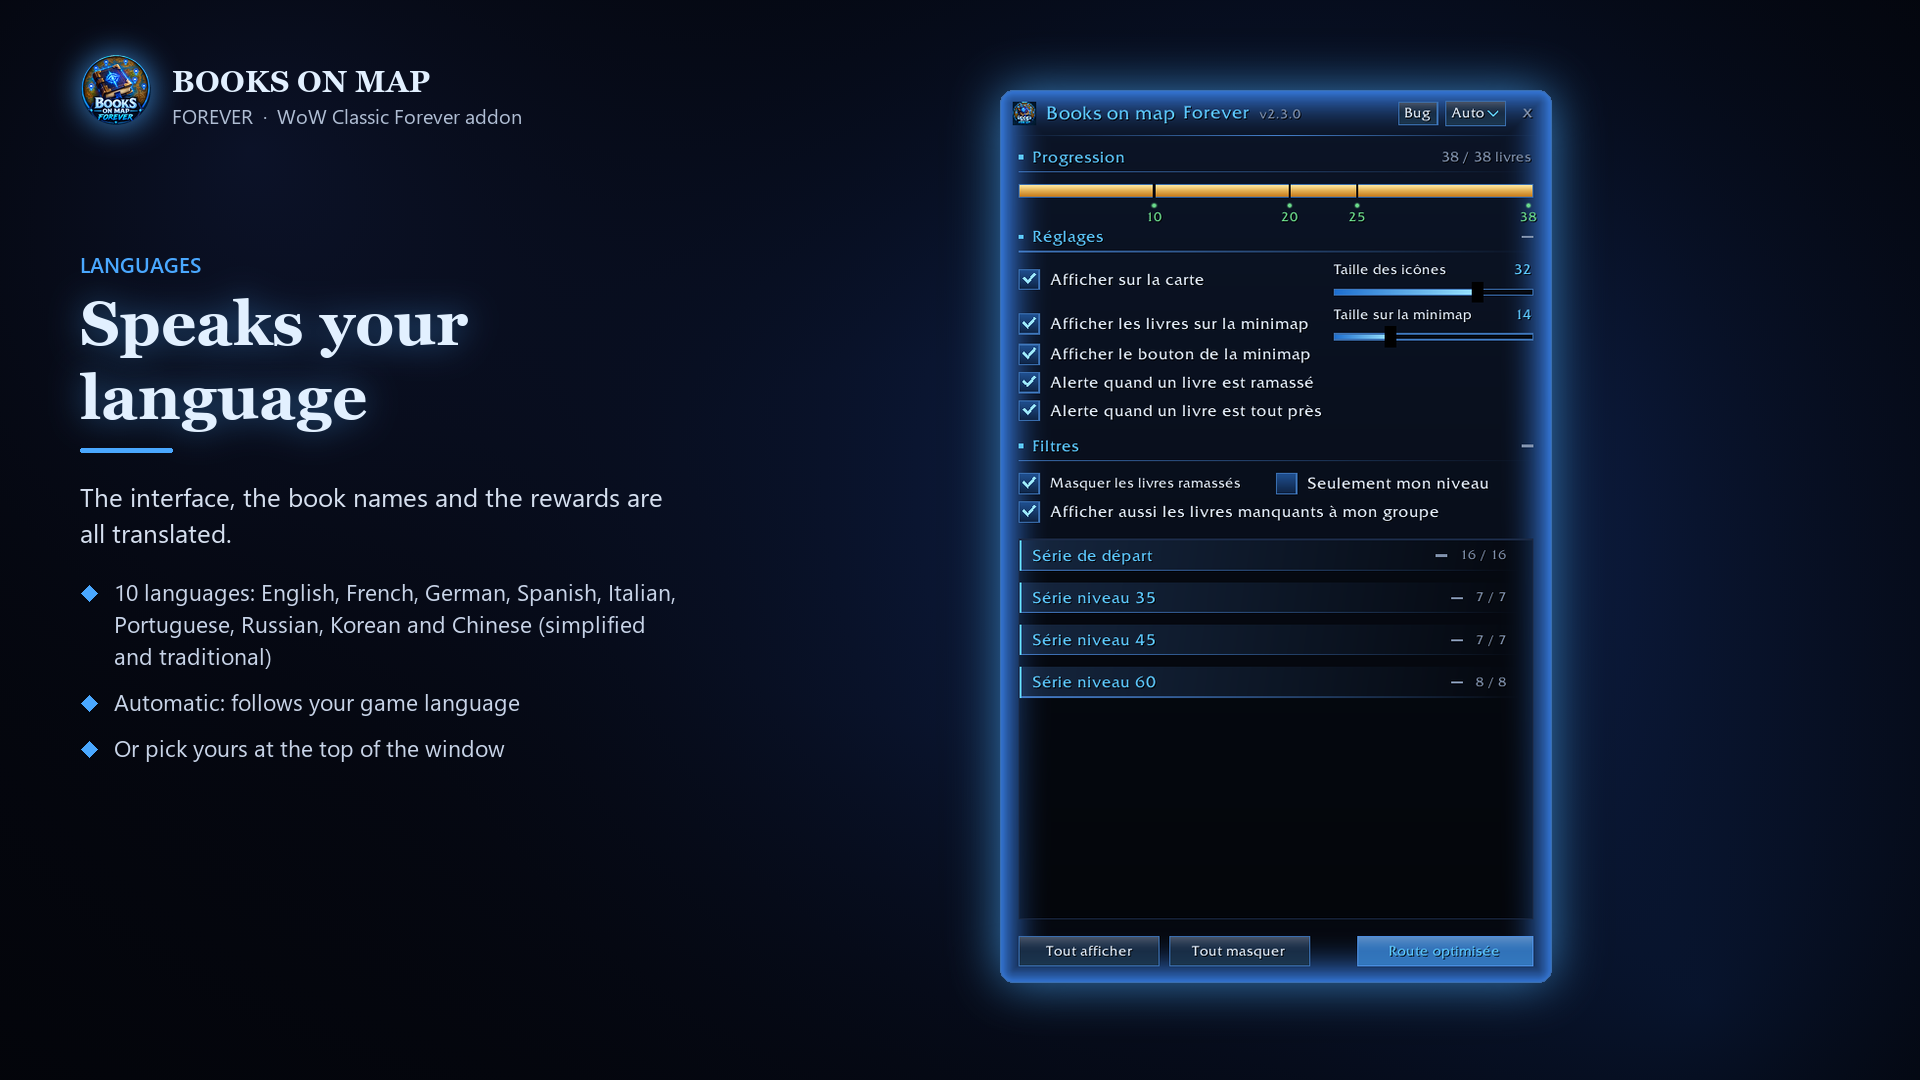 BOOKS ON MAP FOREVER
BOOKS ON MAP
FOREVER · WoW Classic Forever addon
LANGUAGES
Speaks your
language
The interface, the book names and the rewards are
all translated.
10 languages: English, French, German, Spanish, Italian,
Portuguese, Russian, Korean and Chinese (simplified
and traditional)
Automatic: follows your game language
Or pick yours at the top of the window
Books on map Forever v2.3.0 Bug Auto x
Progression 38 / 38 livres
10 20 25 38
Réglages
Afficher sur la carte
Taille des icônes 32
Afficher les livres sur la minimap
Taille sur la minimap 14
Afficher le bouton de la minimap
Alerte quand un livre est ramassé
Alerte quand un livre est tout près
Filtres
Masquer les livres ramassés Seulement mon niveau
Afficher aussi les livres manquants à mon groupe
Série de départ 16 / 16
Série niveau 35 7 / 7
Série niveau 45 7 / 7
Série niveau 60 8 / 8
Tout afficher Tout masquer Route optimisée